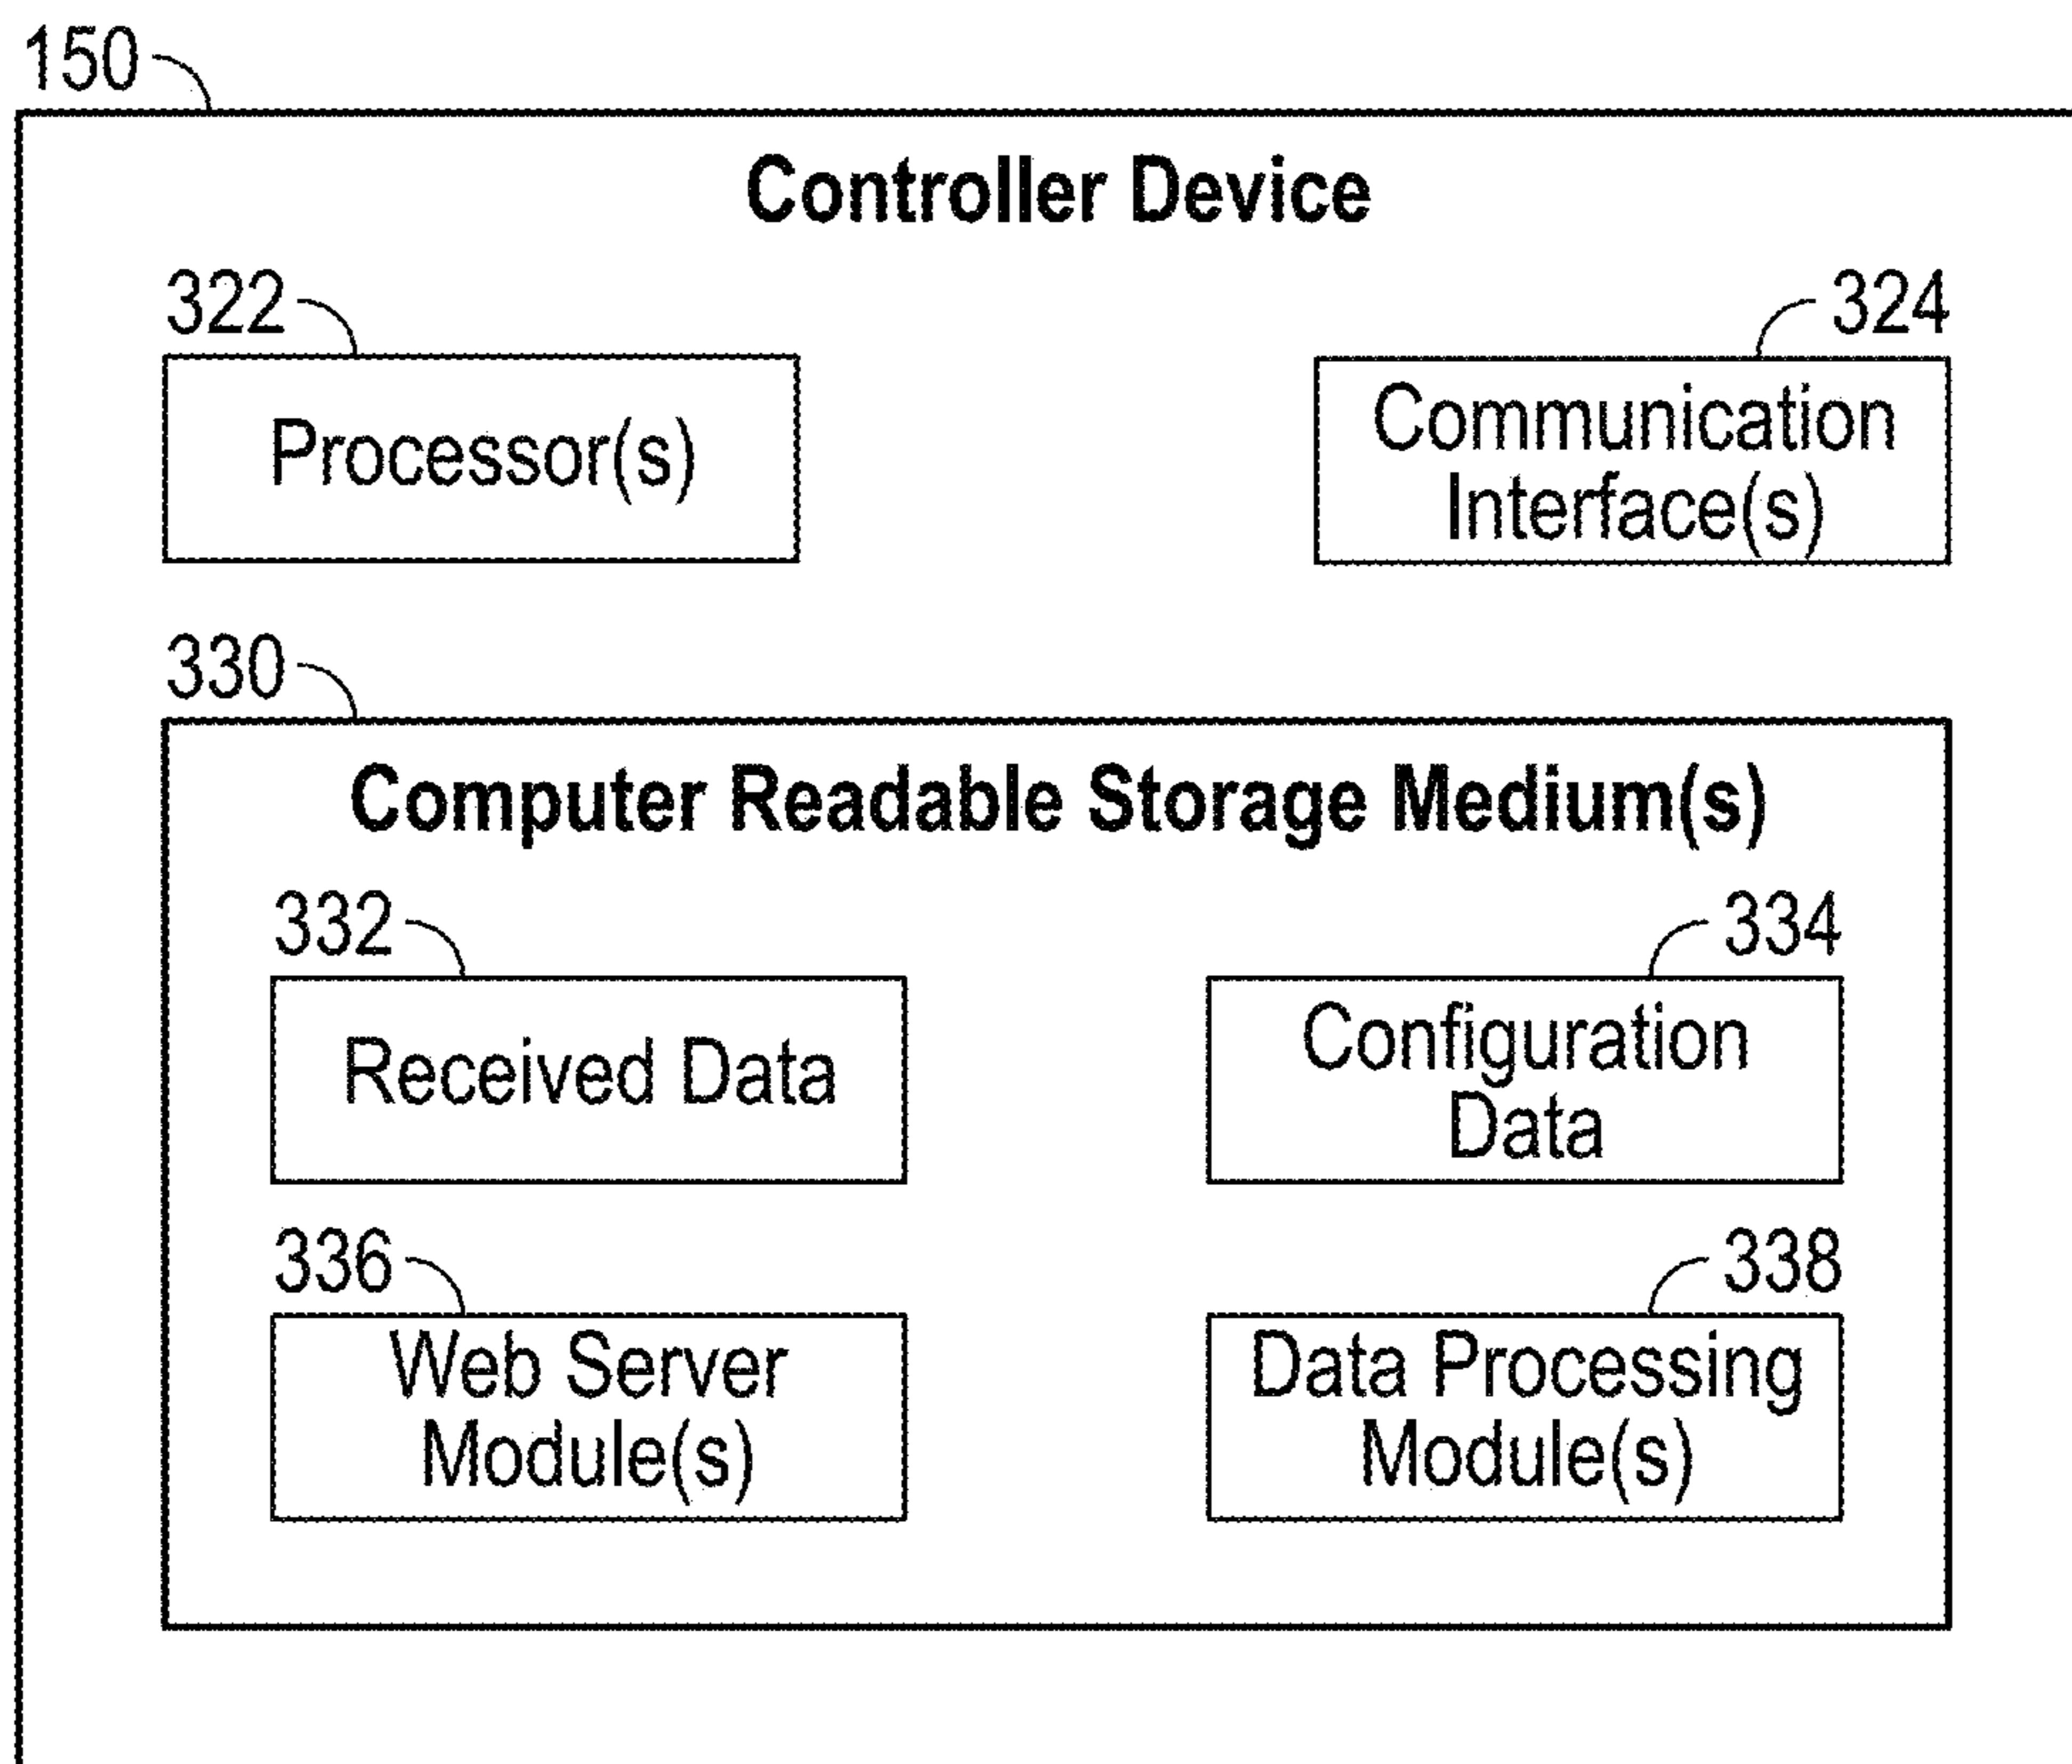 150
Controller Device
322
324
Processor(s)
Communication
Interface(s)
330
Computer Readable Storage Medium(s)
332
334
Received Data
Configuration
Data
336
338
Web Server
Module(s)
Data Processing
Module(s)